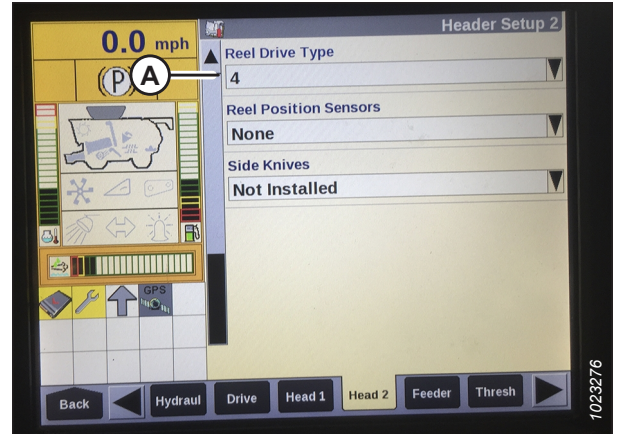 0.0 mph
Header Setup 2
(P)
A
Reel Drive Type
4
Reel Position Sensors
None
Side Knives
Not Installed
GPS
Back
Hydraul
Drive
Head 1
Head 2
Feeder
Thresh
1023276